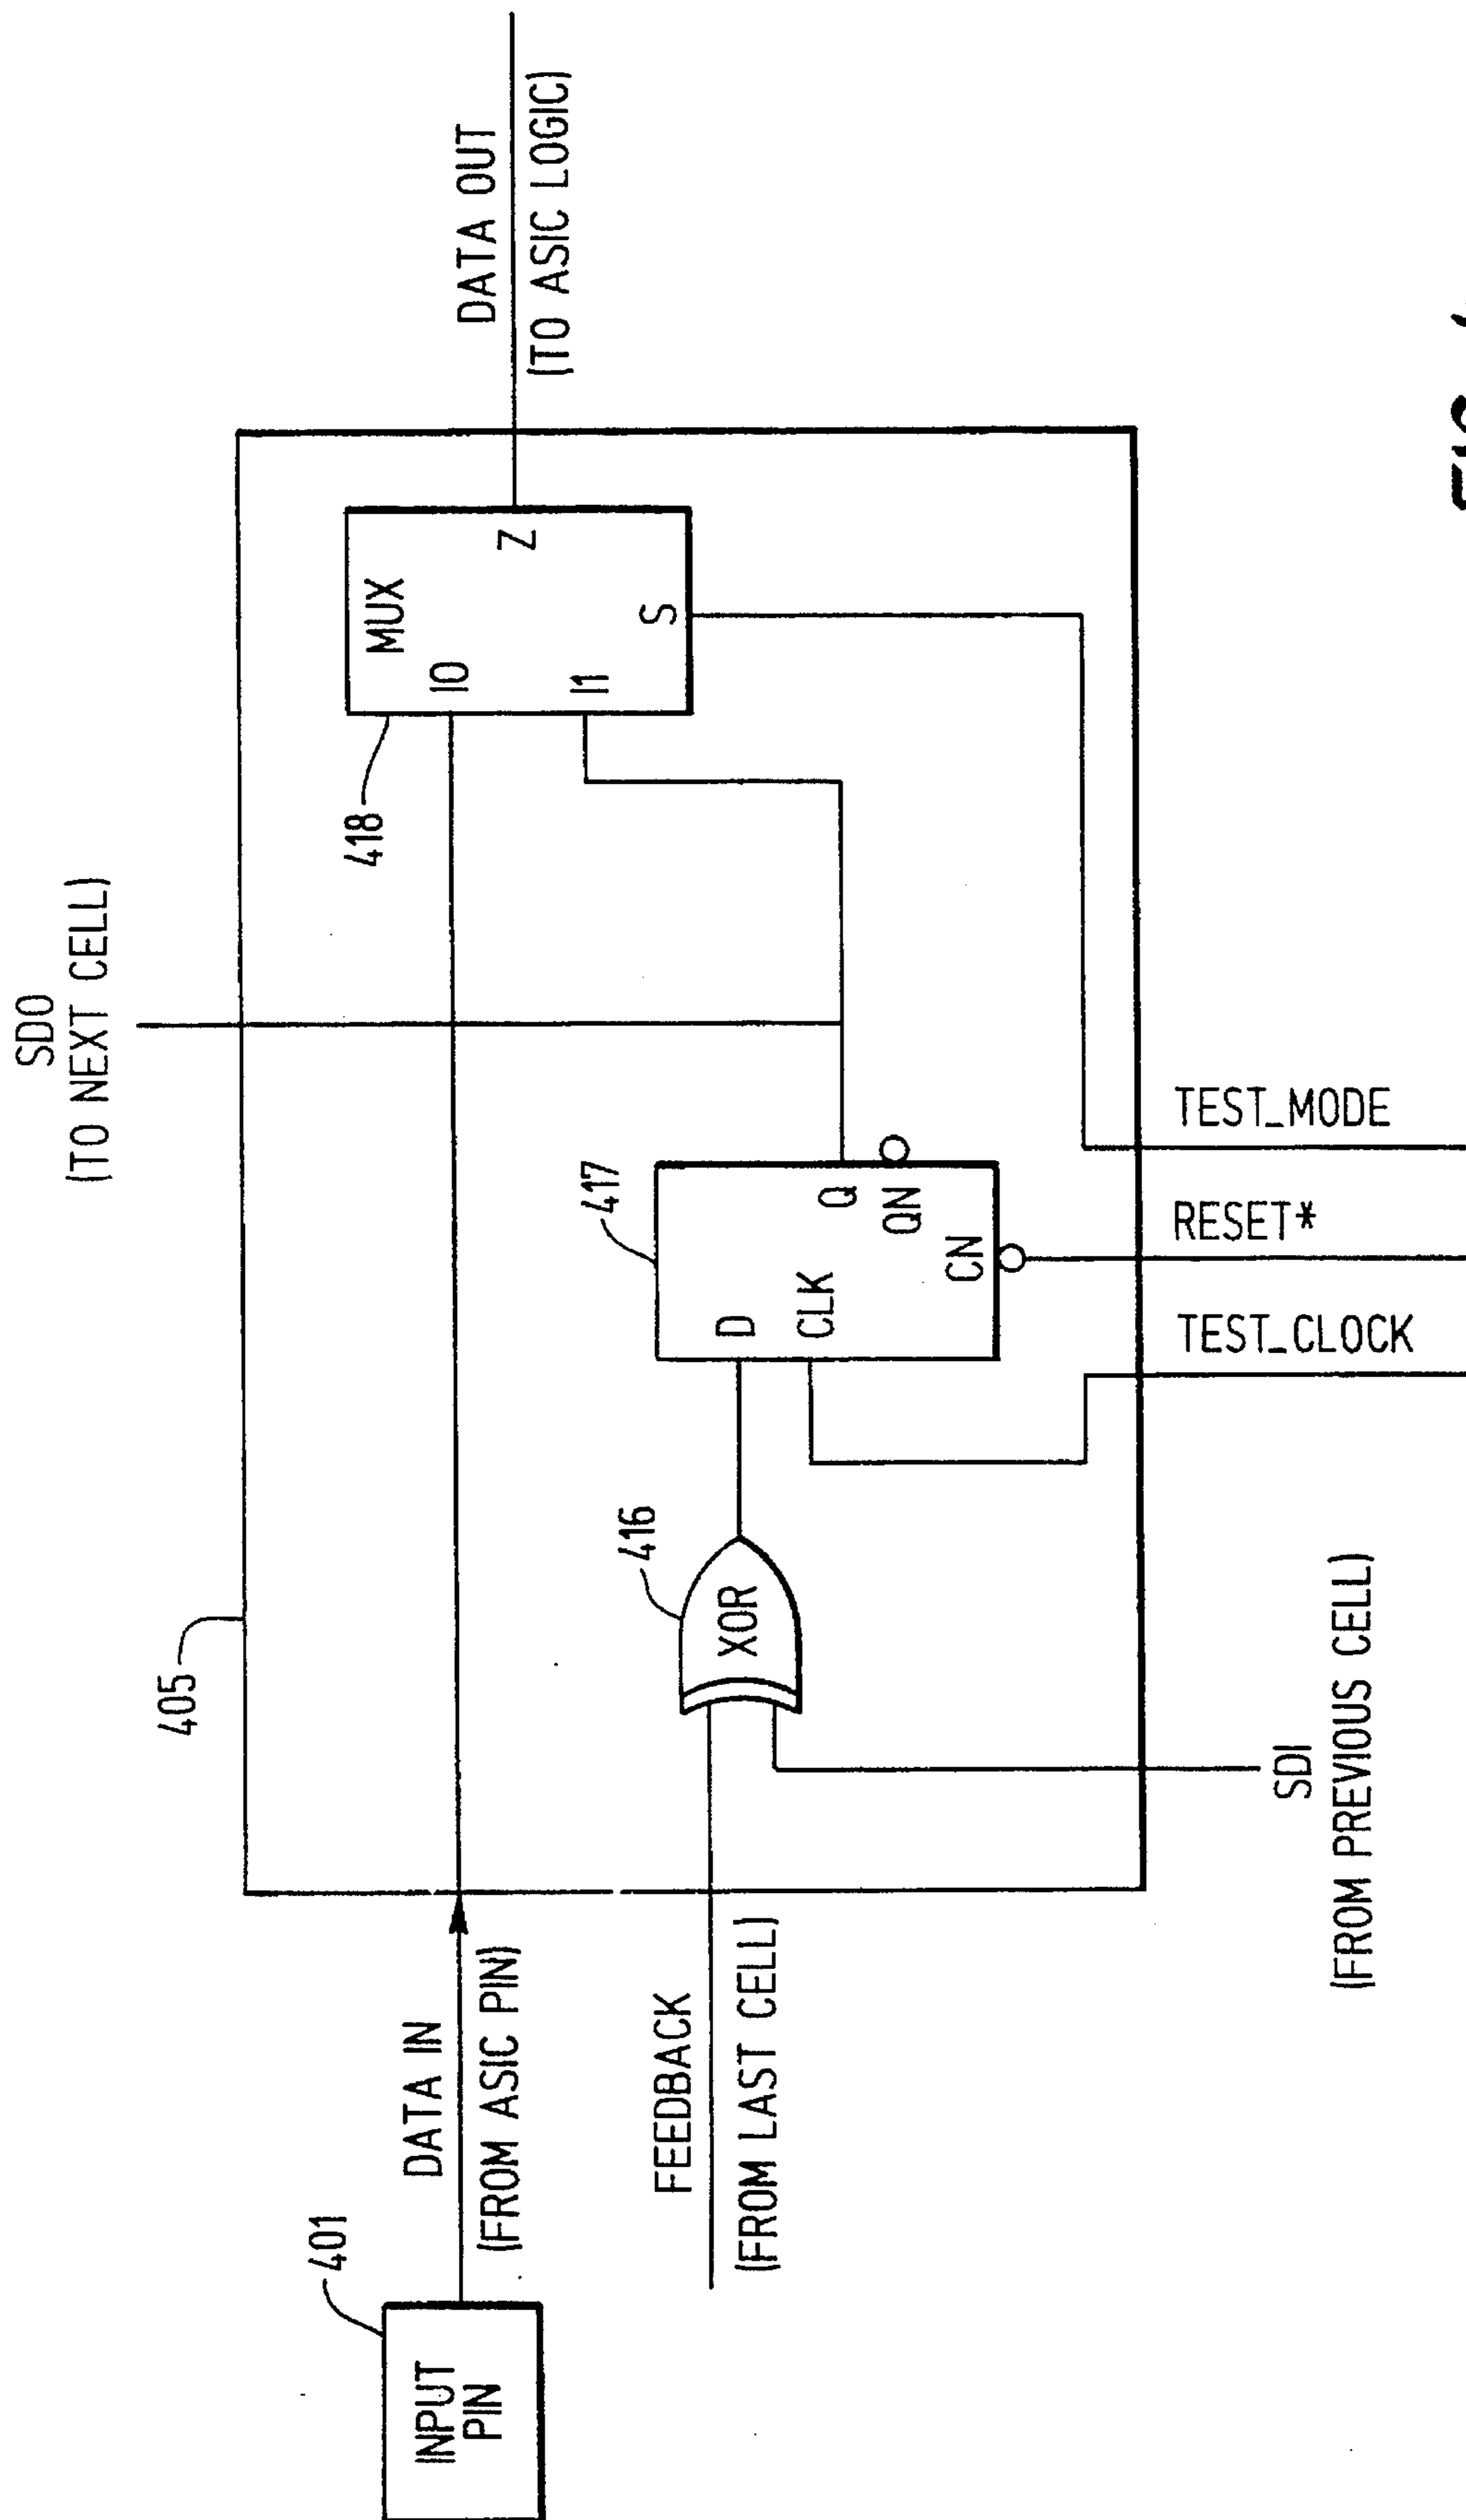 SDO
(TO NEXT CELL)
405
401
INPUT
PIN
DATA IN
(FROM ASIC PIN)
418
MUX
I0
I1
Z
S
DATA OUT
(TO ASIC LOGIC)
FEEDBACK
(FROM LAST CELL)
416
XOR
417
D
CLK
Q
QN
CN
SDI
(FROM PREVIOUS CELL)
TEST_CLOCK
RESET*
TEST_MODE